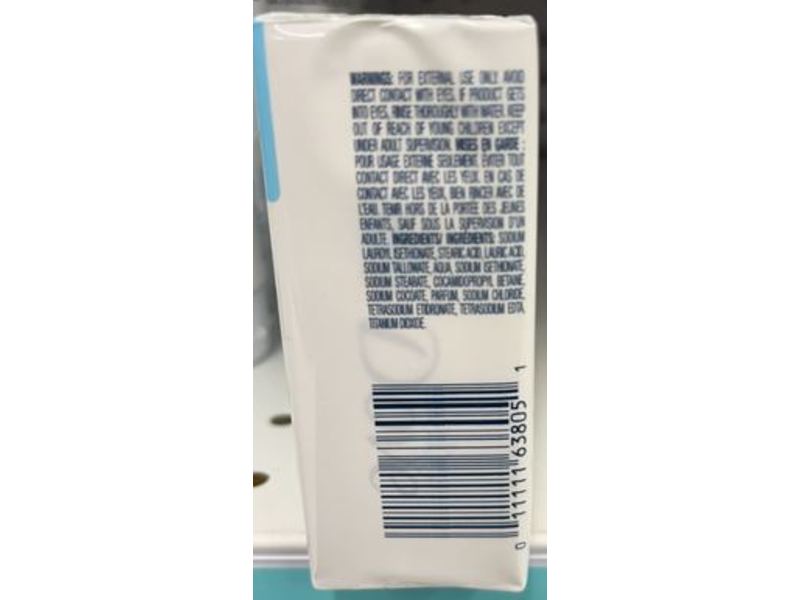 WARNINGS: FOR EXTERNAL USE ONLY. AVOID
DIRECT CONTACT WITH EYES. IF PRODUCT GETS
INTO EYES, RINSE THOROUGHLY WITH WATER. KEEP
OUT OF REACH OF YOUNG CHILDREN EXCEPT
UNDER ADULT SUPERVISION. MISES EN GARDE :
POUR USAGE EXTERNE SEULEMENT. ÉVITER TOUT
CONTACT DIRECT AVEC LES YEUX. EN CAS DE
CONTACT AVEC LES YEUX, BIEN RINCER AVEC DE
L'EAU. TENIR HORS DE LA PORTÉE DES JEUNES
ENFANTS, SAUF SOUS LA SUPERVISION D'UN
ADULTE. INGREDIENTS/ INGRÉDIENTS: SODIUM
LAUROYL ISETHIONATE, STEARIC ACID, LAURIC ACID,
SODIUM TALLOWATE, AQUA, SODIUM ISETHIONATE,
SODIUM STEARATE, COCAMIDOPROPYL BETAINE,
SODIUM COCOATE, PARFUM, SODIUM CHLORIDE,
TETRASODIUM ETIDRONATE, TETRASODIUM EDTA,
TITANIUM DIOXIDE.
0 11111 63805 1